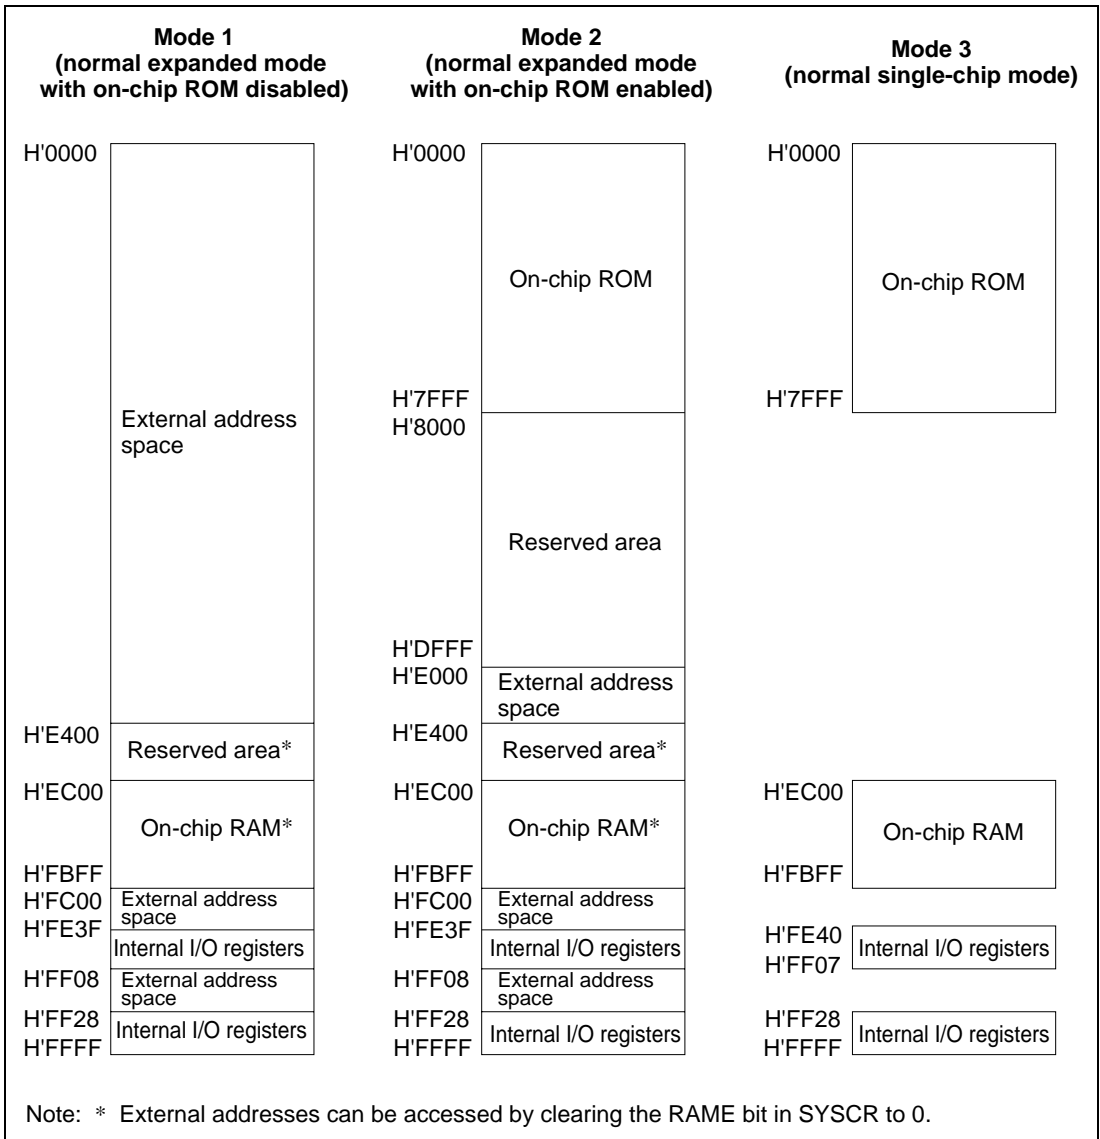 Mode 1
(normal expanded mode
with on-chip ROM disabled)
H'0000
External address
space
H'E400
Reserved area*
H'EC00
On-chip RAM*
H'FBFF
H'FC00
External address
space
H'FE3F
Internal I/O registers
H'FF08
External address
space
H'FF28
Internal I/O registers
H'FFFF
Mode 2
(normal expanded mode
with on-chip ROM enabled)
H'0000
On-chip ROM
H'7FFF
H'8000
Reserved area
H'DFFF
H'E000
External address
space
H'E400
Reserved area*
H'EC00
On-chip RAM*
H'FBFF
H'FC00
External address
space
H'FE3F
Internal I/O registers
H'FF08
External address
space
H'FF28
Internal I/O registers
H'FFFF
Mode 3
(normal single-chip mode)
H'0000
On-chip ROM
H'7FFF
H'EC00
On-chip RAM
H'FBFF
H'FE40
Internal I/O registers
H'FF07
H'FF28
Internal I/O registers
H'FFFF
Note: * External addresses can be accessed by clearing the RAME bit in SYSCR to 0.